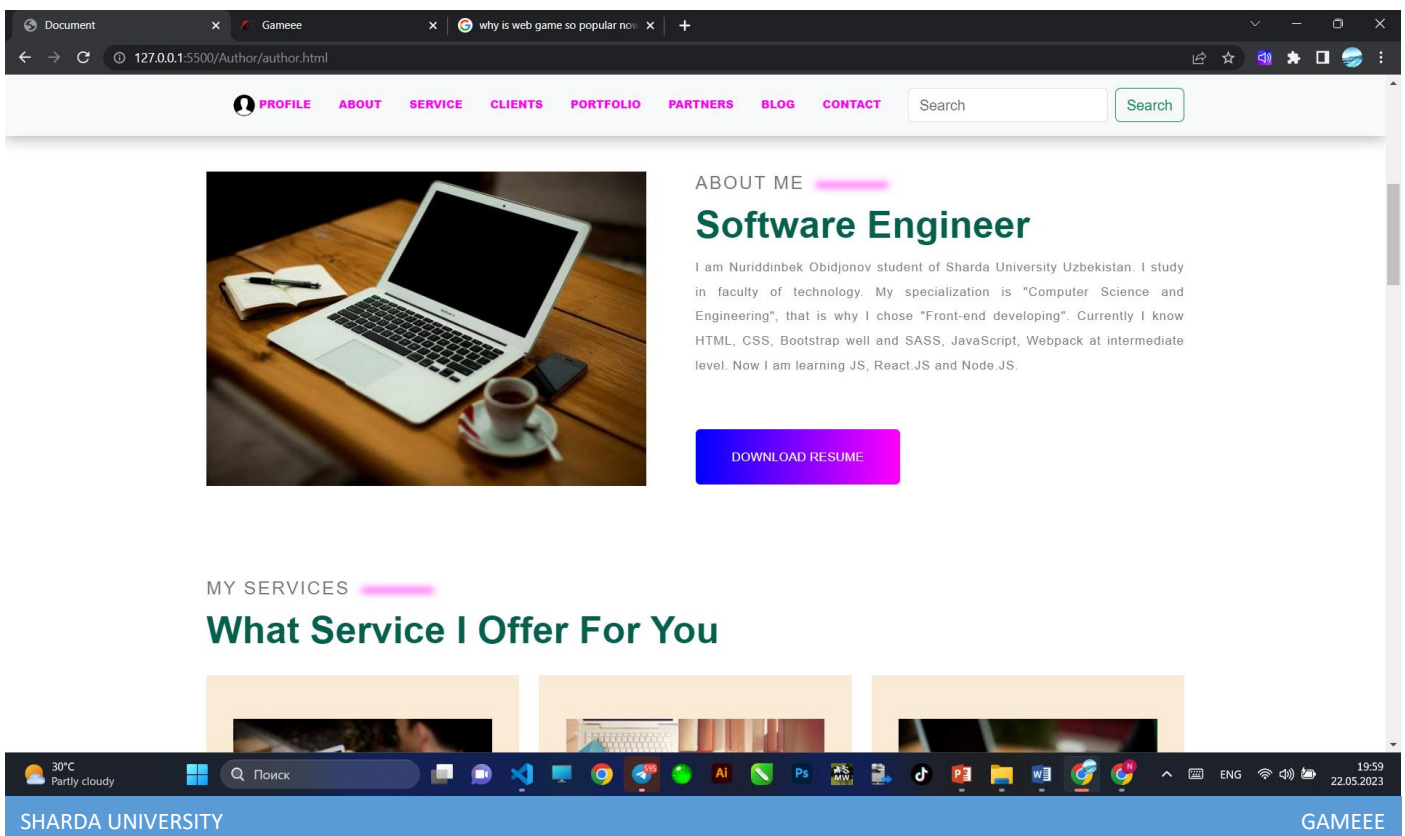 Document
Gameee
why is web game so popular now
127.0.0.1:5500/Author/author.html
PROFILE ABOUT SERVICE CLIENTS PORTFOLIO PARTNERS BLOG CONTACT Search Search
ABOUT ME
Software Engineer
I am Nuriddinbek Obidjonov student of Sharda University Uzbekistan. I study
in faculty of technology. My specialization is "Computer Science and
Engineering", that is why I chose "Front-end developing". Currently I know
HTML, CSS, Bootstrap well and SASS, JavaScript, Webpack at intermediate
level. Now I am learning JS, React.JS and Node.JS.
DOWNLOAD RESUME
MY SERVICES
What Service I Offer For You
30°C
Partly cloudy
Поиск
595
Ai
Ps
MW
N
ENG
19:59
22.05.2023
SHARDA UNIVERSITY
GAMEEE